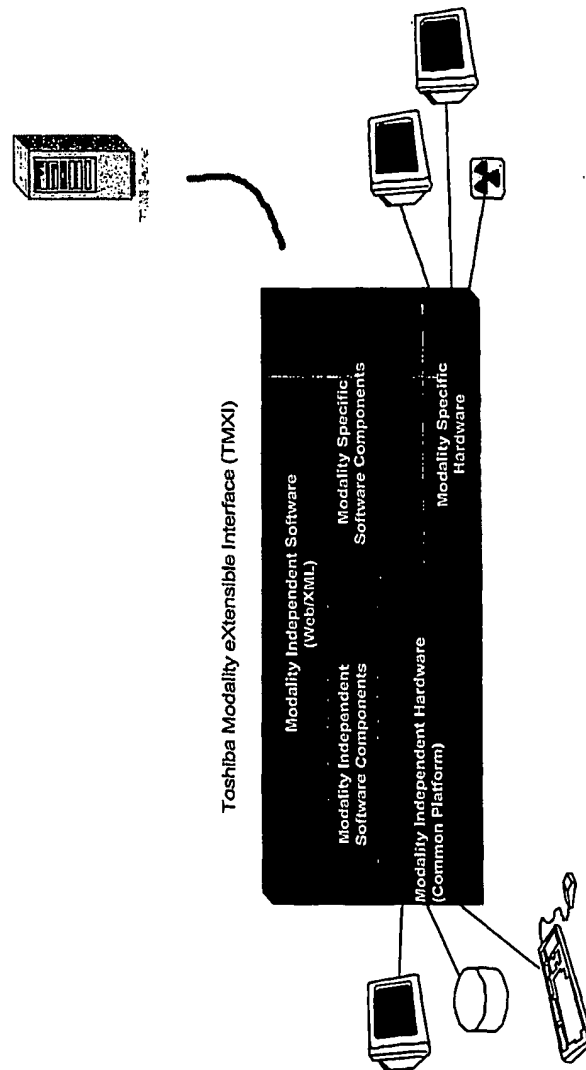 Toshiba Modality eXtensible Interface (TMXI)
Modality Independent Software
(Web/XML)
Modality Independent
Software Components
Modality Specific
Software Components
Modality Independent Hardware
(Common Platform)
Modality Specific
Hardware